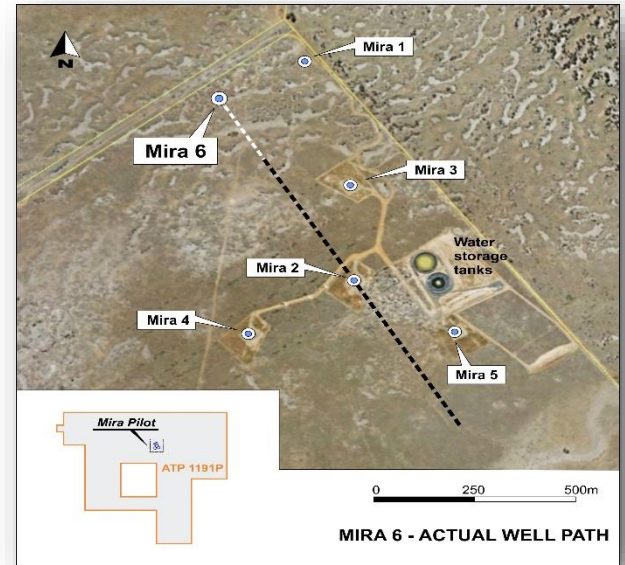 Mira 1
N
Mira 6
Mira 3
Water
storage
tanks
Mira 2
Mira 4
Mira 5
Mira Pilot
ATP 1191P
0 250 500m
MIRA 6 - ACTUAL WELL PATH